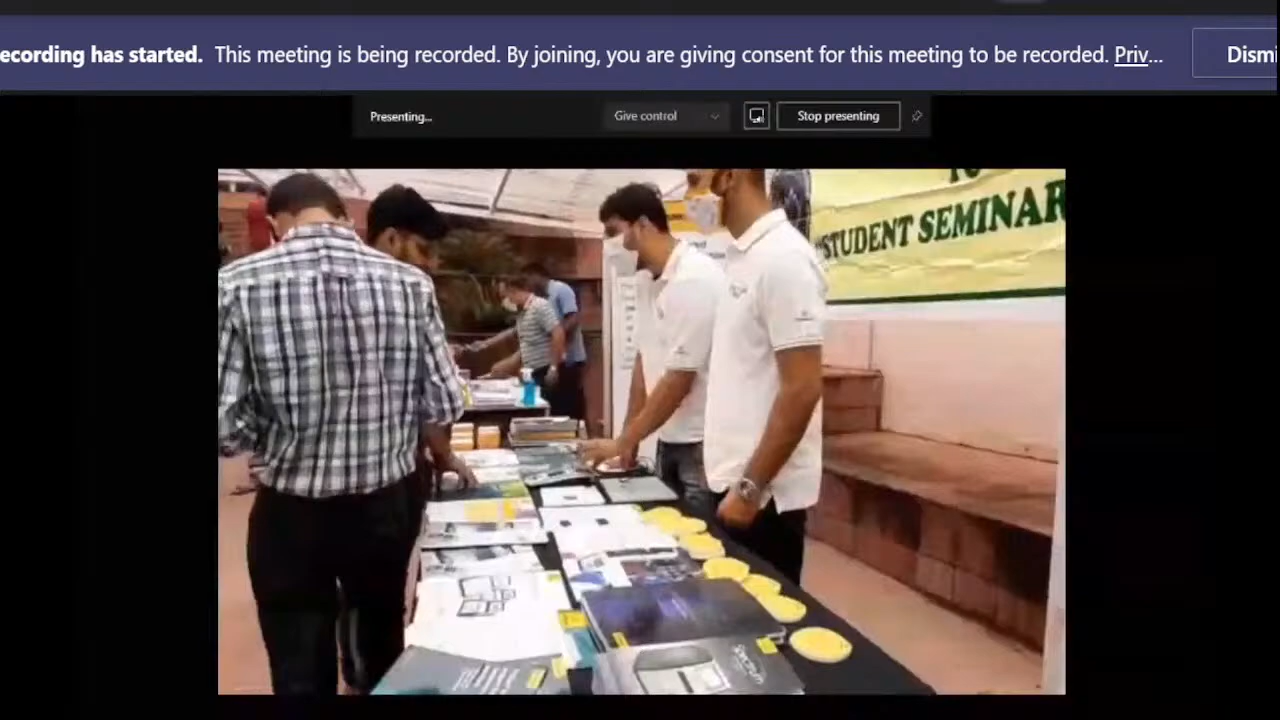 ecording has started. This meeting is being recorded. By joining, you are giving consent for this meeting to be recorded. Priv...
Dismi
Presenting...
Give control
Stop presenting
STUDENT SEMINAR
Spectrum